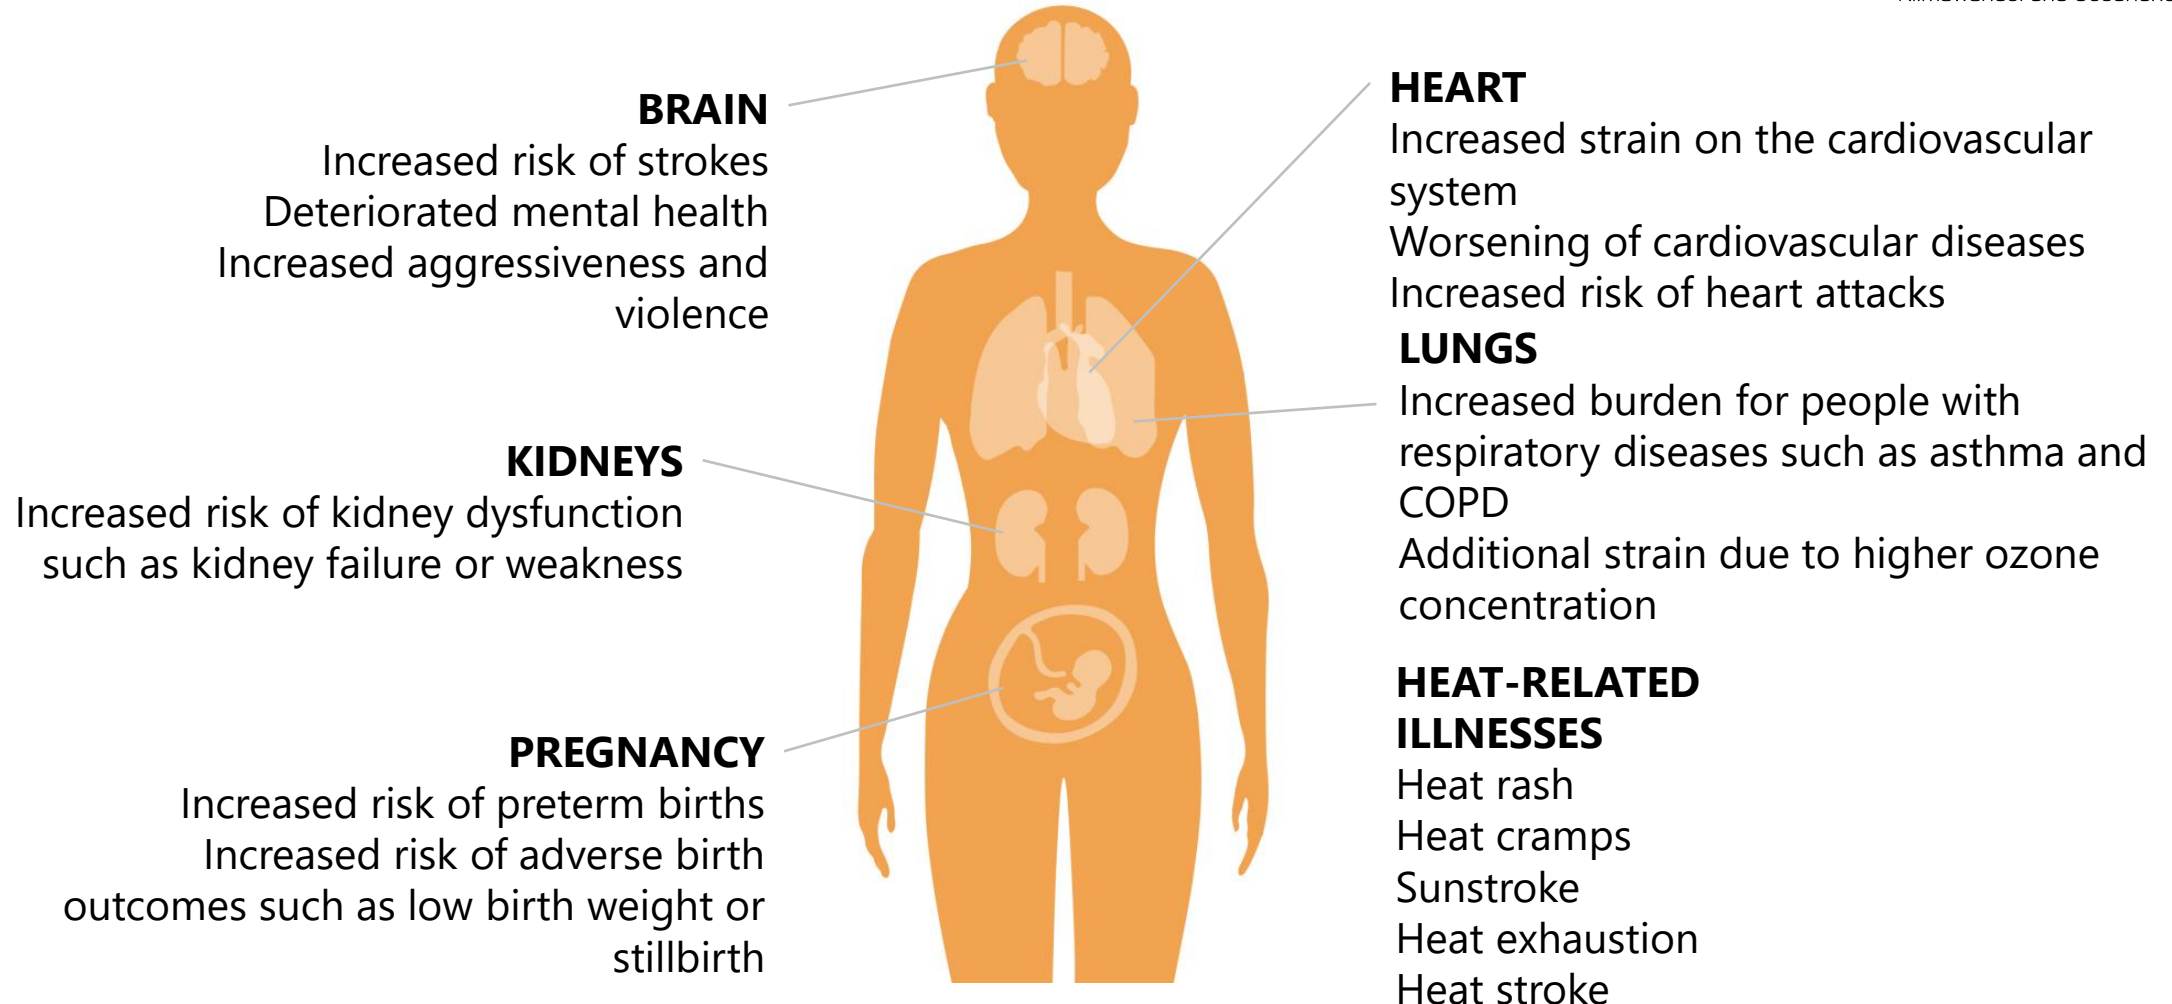 BRAIN
Increased risk of strokes
Deteriorated mental health
Increased aggressiveness and
violence
KIDNEYS
Increased risk of kidney dysfunction
such as kidney failure or weakness
PREGNANCY
Increased risk of preterm births
Increased risk of adverse birth
outcomes such as low birth weight or
stillbirth
HEART
Increased strain on the cardiovascular
system
Worsening of cardiovascular diseases
Increased risk of heart attacks
LUNGS
Increased burden for people with
respiratory diseases such as asthma and
COPD
Additional strain due to higher ozone
concentration
HEAT-RELATED
ILLNESSES
Heat rash
Heat cramps
Sunstroke
Heat exhaustion
Heat stroke